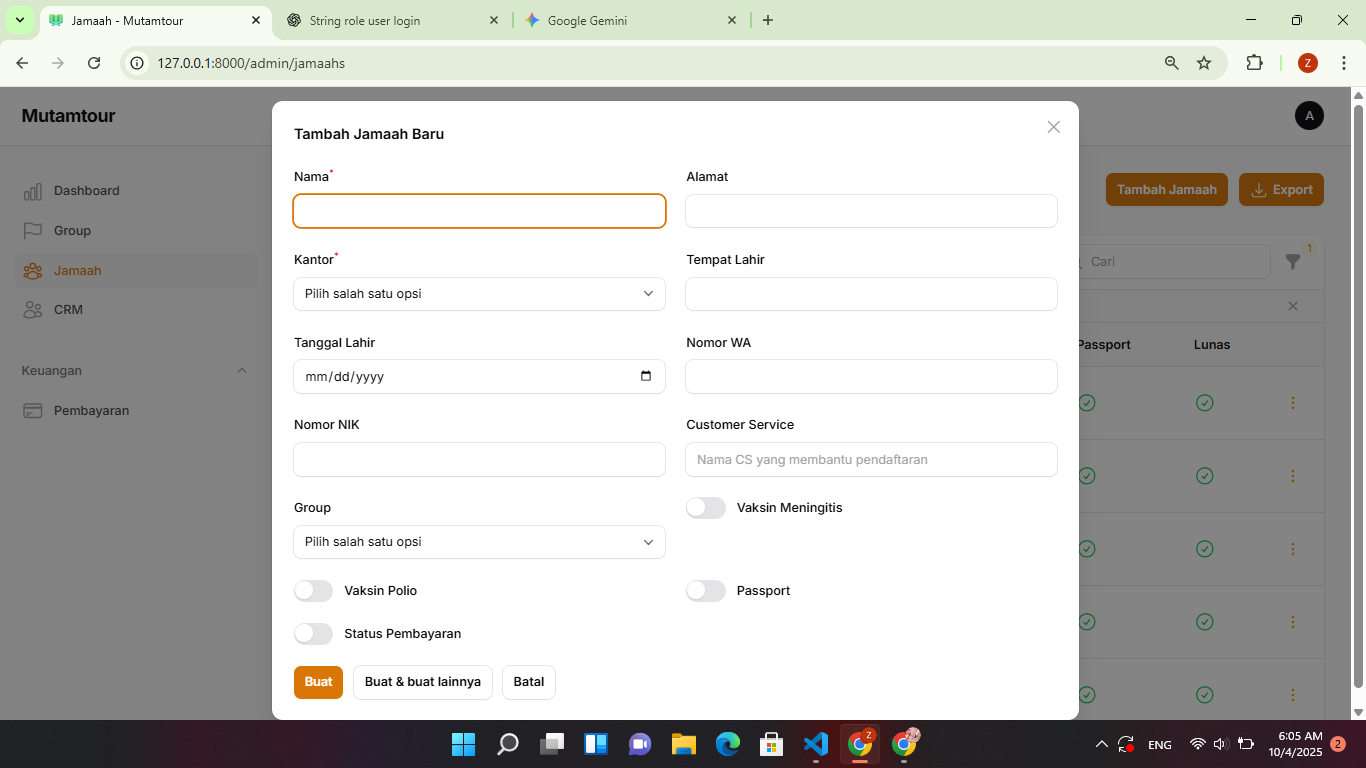 Jamaah - Mutamtour
String role user login
Google Gemini
127.0.0.1:8000/admin/jamaahs
Z
Mutamtour
A
Dashboard
Group
Jamaah
CRM
Keuangan
Pembayaran
Tambah Jamaah
Export
Cari
1
Passport
Lunas
Tambah Jamaah Baru
Nama*
Alamat
Kantor*
Pilih salah satu opsi
Tempat Lahir
Tanggal Lahir
mm/dd/yyyy
Nomor WA
Nomor NIK
Customer Service
Nama CS yang membantu pendaftaran
Group
Pilih salah satu opsi
Vaksin Meningitis
Vaksin Polio
Passport
Status Pembayaran
Buat
Buat & buat lainnya
Batal
Z
ENG
6:05 AM
10/4/2025
2